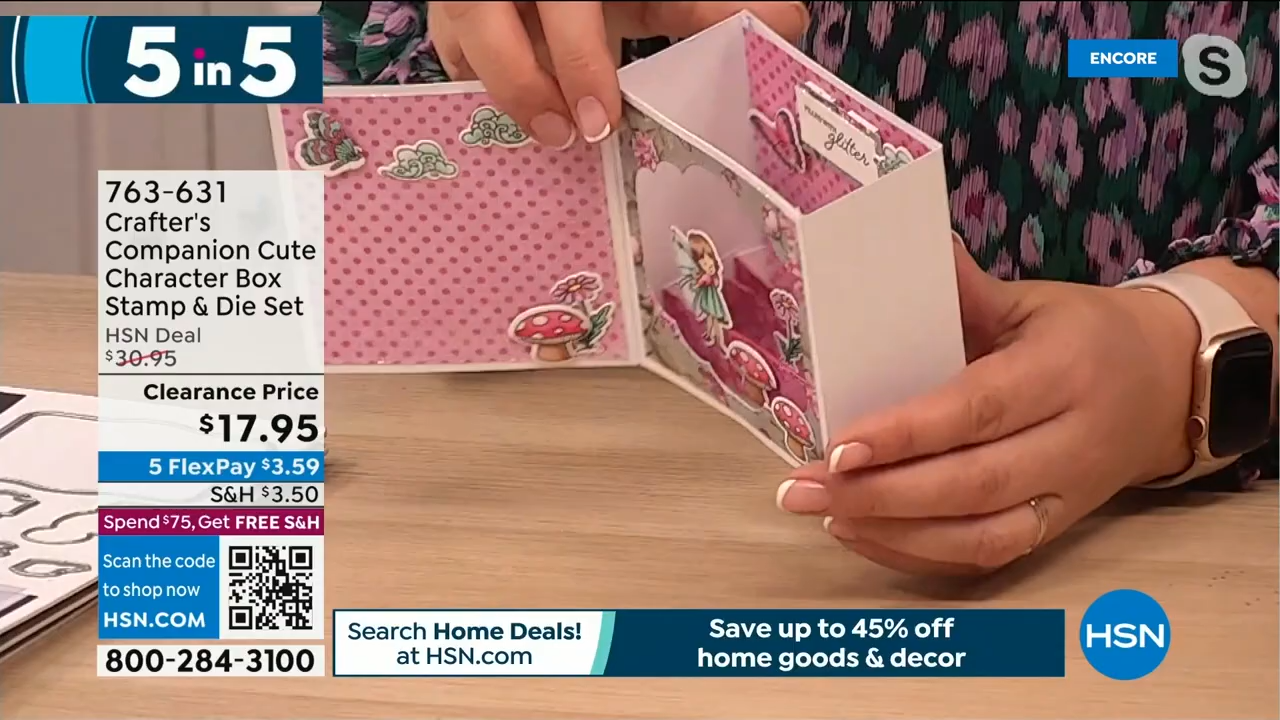 5 in 5
ENCORE
S
763-631
Crafter's
Companion Cute
Character Box
Stamp & Die Set
HSN Deal
$30.95
Clearance Price
$17.95
5 FlexPay $3.59
S&H $3.50
Spend $75, Get FREE S&H
Scan the code
to shop now
HSN.COM
800-284-3100
glitter
Search Home Deals!
at HSN.com
Save up to 45% off
home goods & decor
HSN